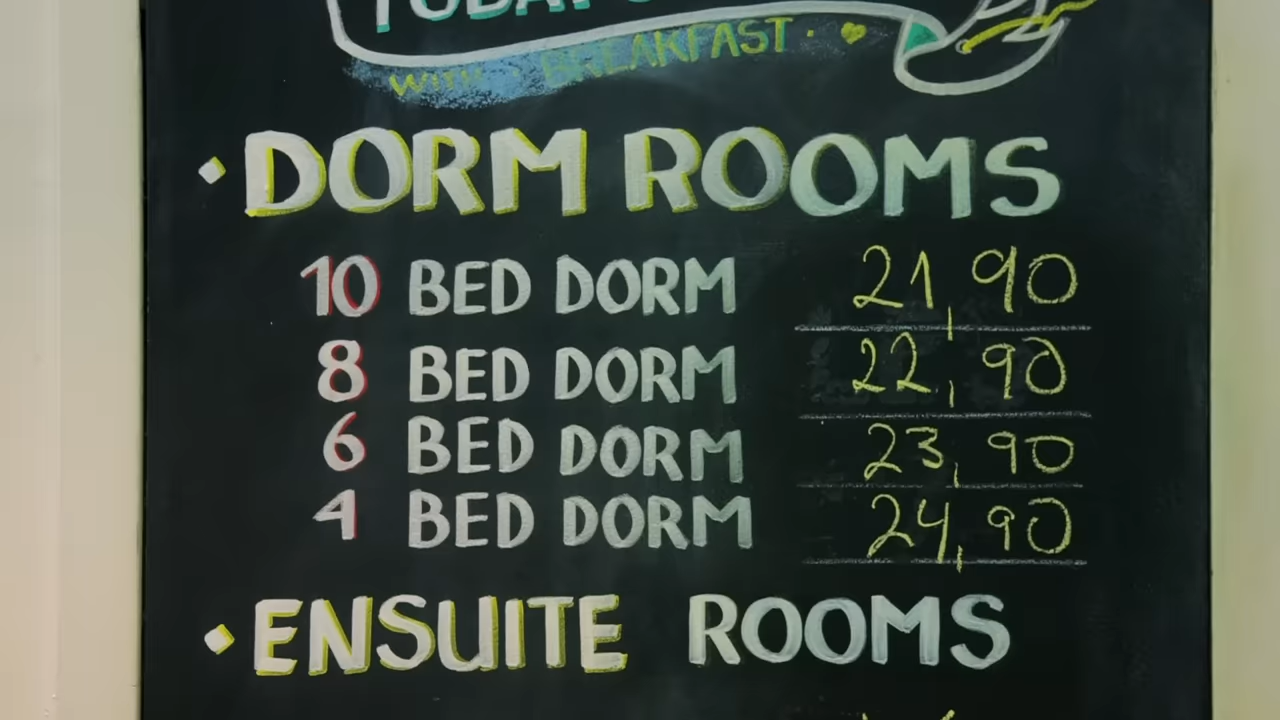 WITH BREAKFAST
• DORM ROOMS
10 BED DORM 21,90
8 BED DORM 22,90
6 BED DORM 23,90
4 BED DORM 24,90
• ENSUITE ROOMS